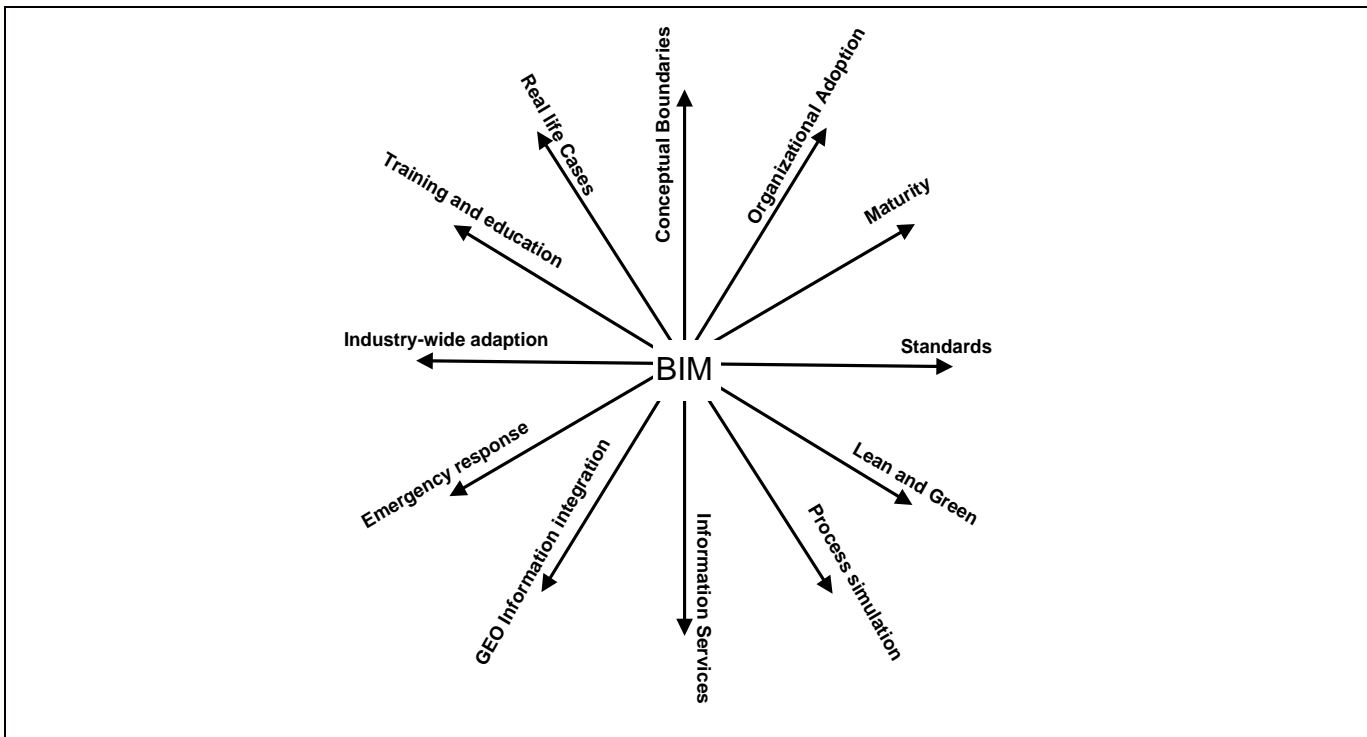 Conceptual Boundaries
Organizational Adoption
Maturity
Standards
Lean and Green
Process simulation
Information Services
GEO Information integration
Emergency response
Industry-wide adaption
Training and education
Real life Cases
BIM